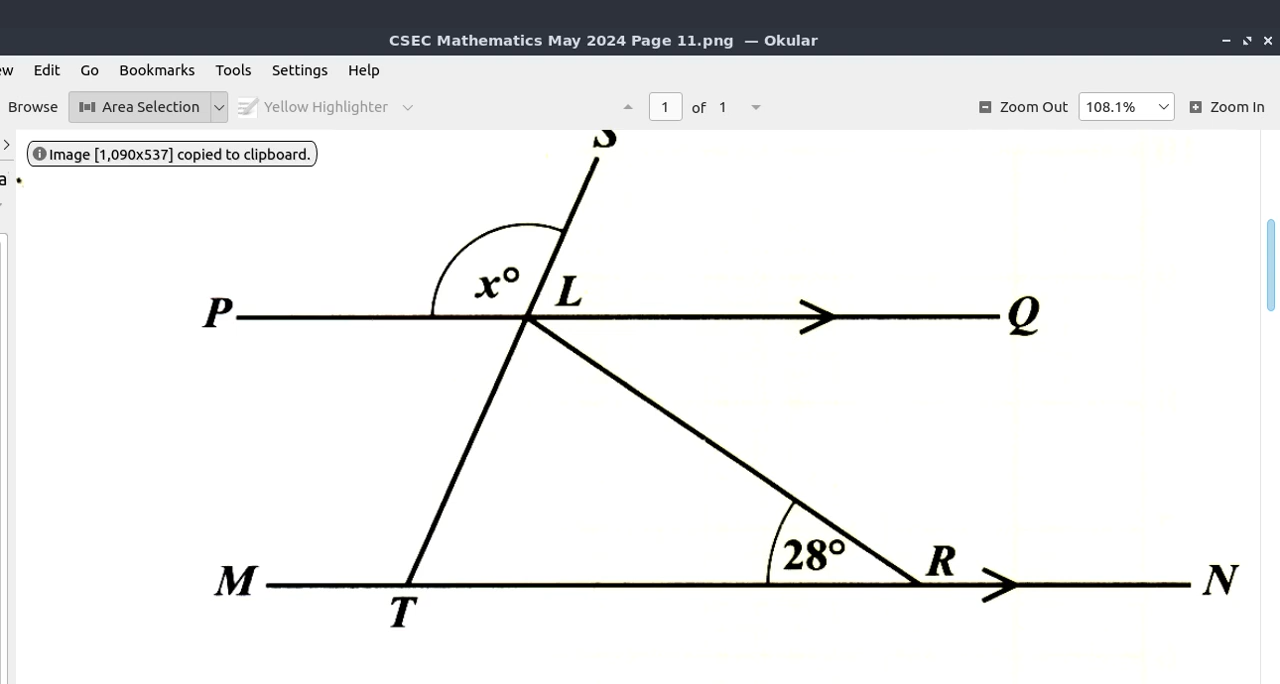 CSEC Mathematics May 2024 Page 11.png — Okular
Edit Go Bookmarks Tools Settings Help
Browse Area Selection Yellow Highlighter 1 of 1 Zoom Out 108.1% Zoom In
Image [1,090x537] copied to clipboard.
S
x° L
P Q
28° R
M N
T